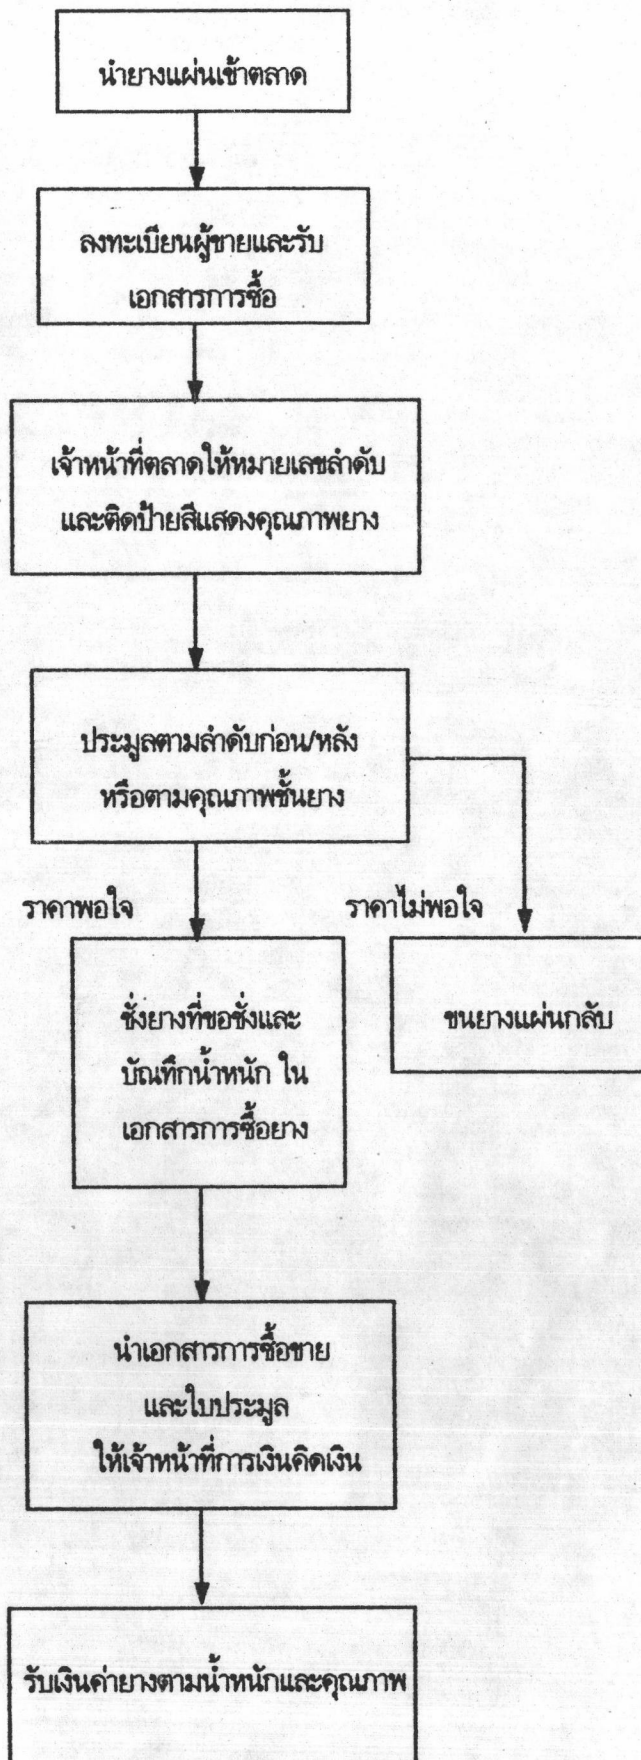 นำยางแผ่นเข้าตลาด
ลงทะเบียนผู้ขายและรับ
เอกสารการซื้อ
เจ้าหน้าที่ตลาดให้หมายเลขลำดับ
และติดป้ายสีแสดงคุณภาพยาง
ประมูลตามลำดับก่อน/หลัง
หรือตามคุณภาพชั้นยาง
ราคาพอใจ
ราคาไม่พอใจ
ชั่งยางที่ขอชั่งและ
บันทึกน้ำหนัก ใน
เอกสารการซื้อยาง
ขนยางแผ่นกลับ
นำเอกสารการซื้อขาย
และใบประมูล
ให้เจ้าหน้าที่การเงินคิดเงิน
รับเงินค่ายางตามน้ำหนักและคุณภาพ